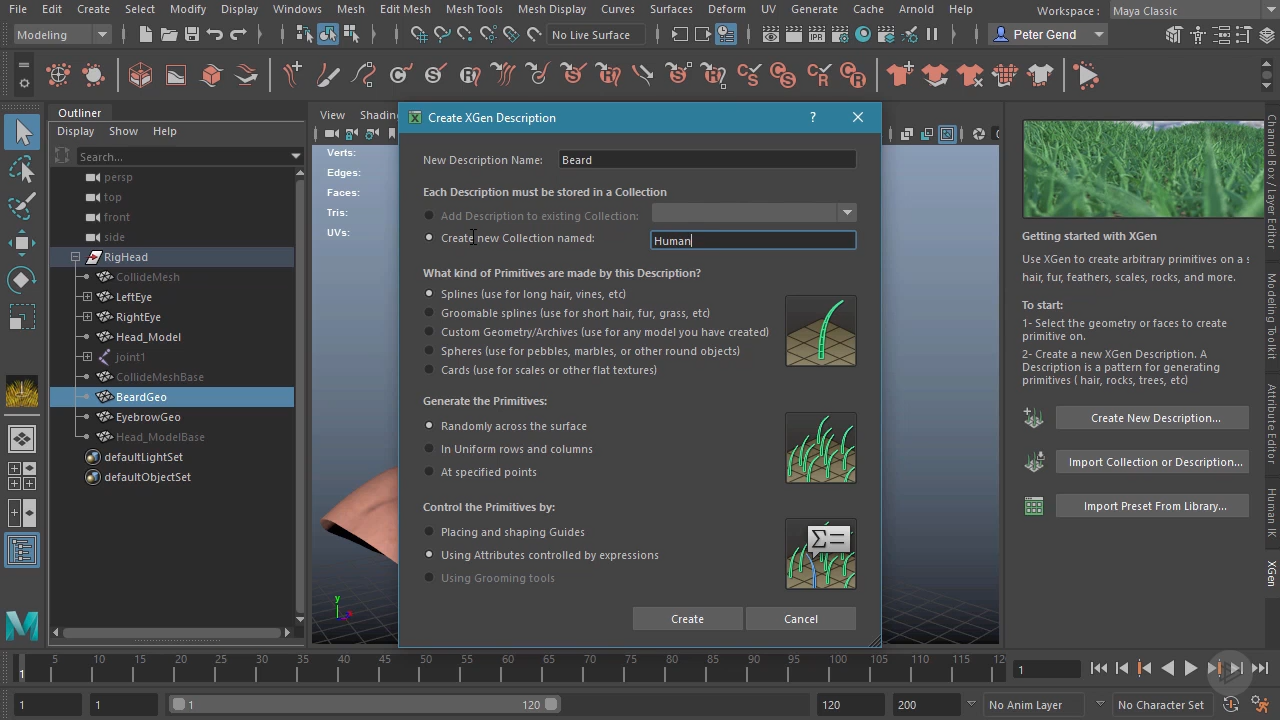 File Edit Create Select Modify Display Windows Mesh Edit Mesh Mesh Tools Mesh Display Curves Surfaces Deform UV Generate Cache Arnold Help Workspace : Maya Classic
Modeling No Live Surface Peter Gend
Outliner
Display Show Help
Search...
persp
top
front
side
RigHead
CollideMesh
LeftEye
RightEye
Head_Model
joint1
CollideMeshBase
BeardGeo
EyebrowGeo
Head_ModelBase
defaultLightSet
defaultObjectSet
View Shading
Verts:
Edges:
Faces:
Tris:
UVs:
y
x
Create XGen Description
?
New Description Name: Beard
Each Description must be stored in a Collection
Add Description to existing Collection:
Create new Collection named: Human
What kind of Primitives are made by this Description?
Splines (use for long hair, vines, etc)
Groomable splines (use for short hair, fur, grass, etc)
Custom Geometry/Archives (use for any model you have created)
Spheres (use for pebbles, marbles, or other round objects)
Cards (use for scales or other flat textures)
Generate the Primitives:
Randomly across the surface
In Uniform rows and columns
At specified points
Control the Primitives by:
Placing and shaping Guides
Using Attributes controlled by expressions
Using Grooming tools
Σ=
Create Cancel
Getting started with XGen
Use XGen to create arbitrary primitives on a s
hair, fur, feathers, scales, rocks, and more.
To start:
1- Select the geometry or faces to create
primitive on.
2- Create a new XGen Description. A
Description is a pattern for generating
primitives ( hair, rocks, trees, etc)
Create New Description...
Import Collection or Description...
Import Preset From Library...
Channel Box / Layer Editor
Modeling Toolkit
Attribute Editor
Human IK
XGen
5 10 15 20 25 30 35 40 45 50 55 60 65 70 75 80 85 90 95 100 105 110 115 12
1
1
1 1 1 120 120 200 No Anim Layer No Character Set